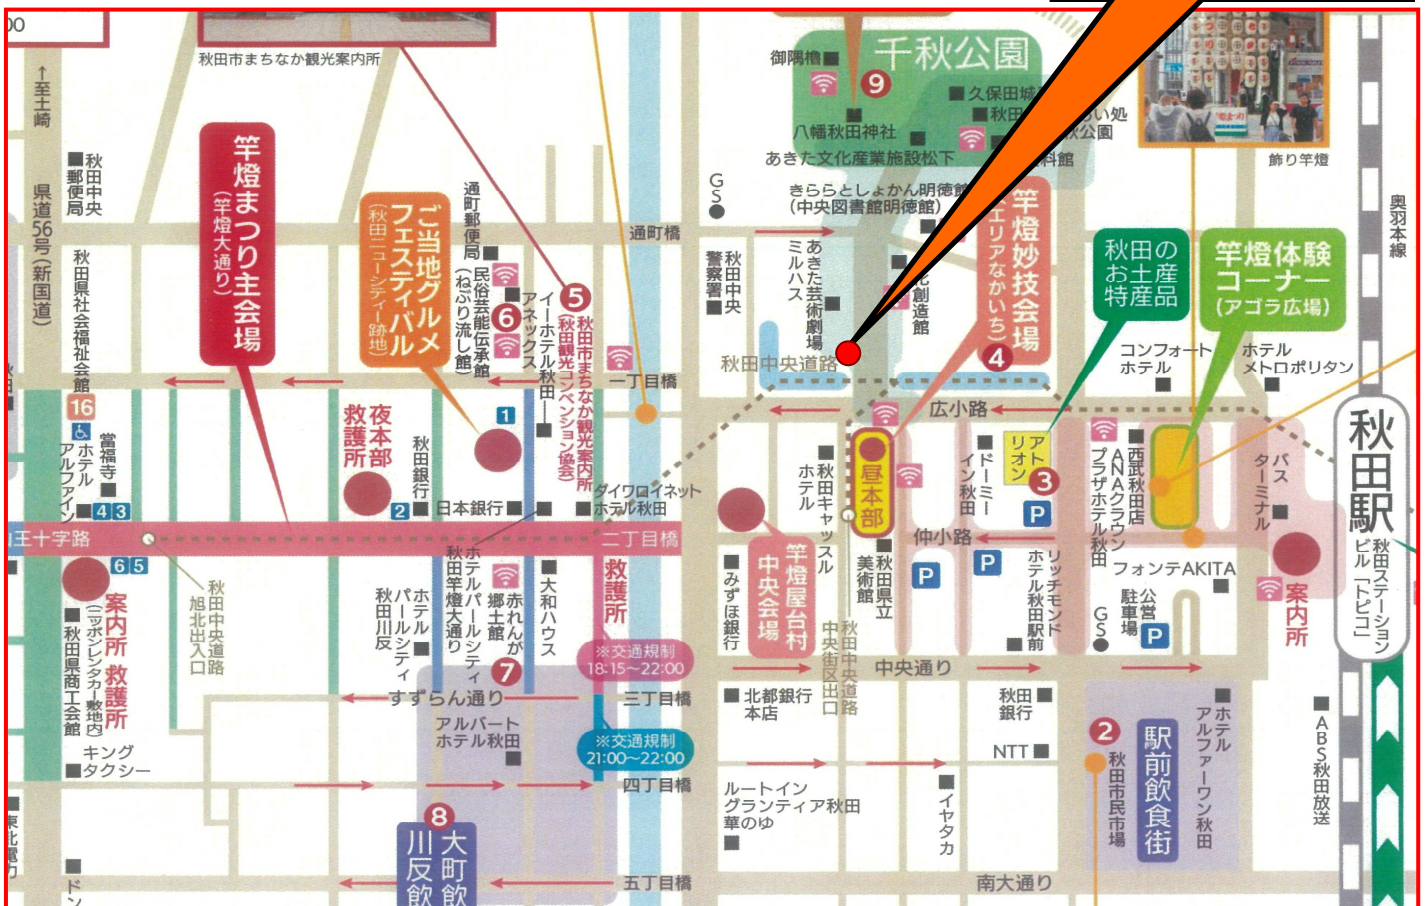 00
秋田市まちなか観光案内所
↑至土崎
県道56号(新国道)
秋田中央
郵便局
秋田県社会福祉会館
竿燈まつり主会場
(竿燈大通り)
ご当地グルメ
フェスティバル
(秋田ニューシティー跡地)
通町郵便局
民俗芸能伝承館
(ねぶり流し館)
6
イーホテル秋田
アネックス
5
秋田市まちなか観光案内所
(秋田観光コンベンション協会)
通町橋
一丁目橋
御隅櫓
千秋公園
9
久保田城
八幡秋田神社
あきた文化産業施設松下
GS
きららとしょかん明徳館
(中央図書館明徳館)
秋田中央
警察署
あきた芸術劇場
ミルハス
創造館
竿燈妙技会場
(エリアなかいち)
4
秋田中央道路
飾り竿燈
秋田の
お土産
特産品
竿燈体験
コーナー
(アゴラ広場)
奥羽本線
コンフォート
ホテル
ホテル
メトロポリタン
広小路
16
當福寺
ホテル
アルファイン
4 3
夜本部
救護所
秋田銀行
2
1
日本銀行
ダイワロイネット
ホテル秋田
秋田キャッスル
ホテル
昼本部
ドーミー
イン秋田
アト
リオン
3
P
西武秋田店
ANAクラウン
プラザホテル秋田
バス
ターミナル
秋田駅
秋田ステーション
ビル「トピコ」
王十字路
二丁目橋
仲小路
6 5
案内所 救護所
(ニッポンレンタカー敷地内)
秋田県商工会館
秋田中央道路
旭北出入口
ホテル
パールシティ
秋田川反
ホテルパールシティ
秋田竿燈大通り
赤れんが
郷土館
7
大和ハウス
救護所
みずほ銀行
竿燈屋台村
中央会場
秋田県立
美術館
秋田中央道路
中央街区出口
P
P
リッチモンド
ホテル秋田駅前
フォンテAKITA
GS
公営
駐車場
P
案内所
※交通規制
18:15~22:00
中央通り
すずらん通り
三丁目橋
北都銀行
本店
秋田
銀行
アルバート
ホテル秋田
※交通規制
21:00~22:00
NTT
2
秋田市民市場
駅前飲食街
ホテル
アルファーワン秋田
ABS秋田放送
キング
タクシー
四丁目橋
ルートイン
グランティア秋田
華のゆ
イヤタカ
8
大町飲
川反飲
東北電力
ドン
五丁目橋
南大通り